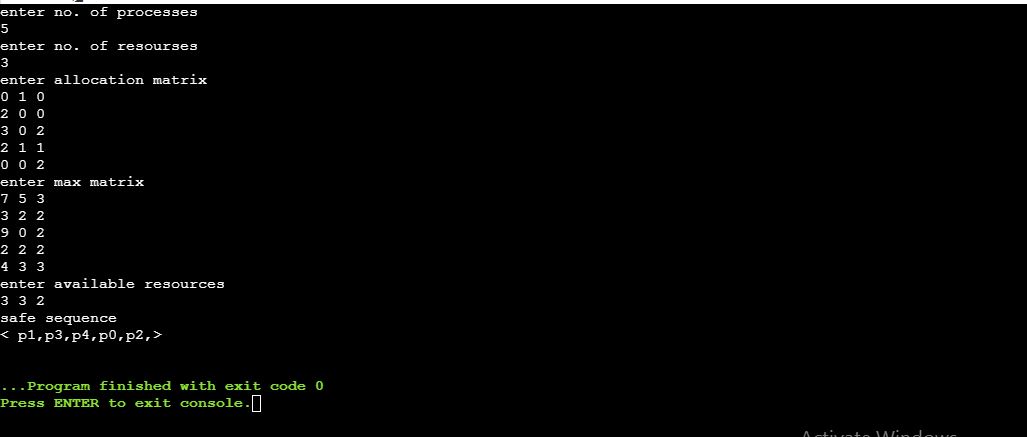 enter no. of processes
5
enter no. of resourses
3
enter allocation matrix
0 1 0
2 0 0
3 0 2
2 1 1
0 0 2
enter max matrix
7 5 3
3 2 2
9 0 2
2 2 2
4 3 3
enter available resources
3 3 2
safe sequence
< p1,p3,p4,p0,p2,>
...Program finished with exit code 0
Press ENTER to exit console.
Activate Windows